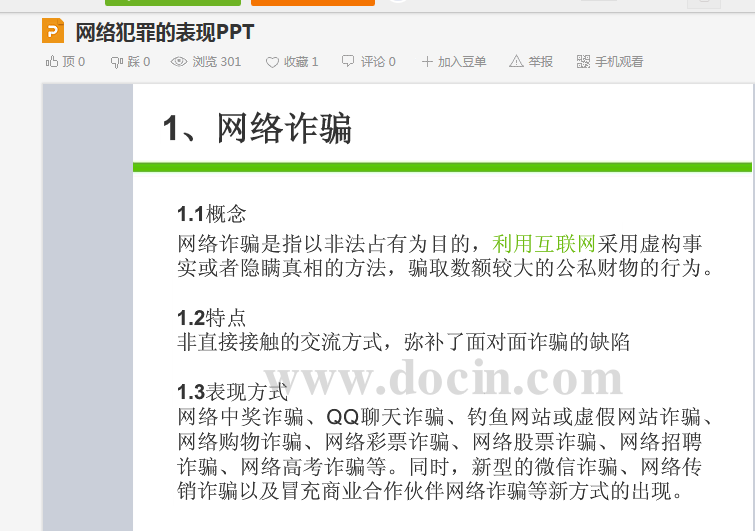 网络犯罪的表现PPT
顶 0 踩 0 浏览 301 收藏 1 评论 0 加入豆单 举报 手机观看
1、网络诈骗
1.1概念
网络诈骗是指以非法占有为目的，利用互联网采用虚构事
实或者隐瞒真相的方法，骗取数额较大的公私财物的行为。
1.2特点
非直接接触的交流方式，弥补了面对面诈骗的缺陷
www.docin.com
1.3表现方式
网络中奖诈骗、QQ聊天诈骗、钓鱼网站或虚假网站诈骗、
网络购物诈骗、网络彩票诈骗、网络股票诈骗、网络招聘
诈骗、网络高考诈骗等。同时，新型的微信诈骗、网络传
销诈骗以及冒充商业合作伙伴网络诈骗等新方式的出现。